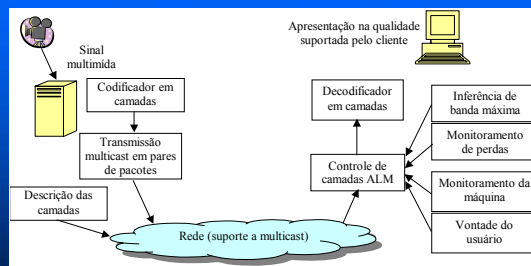 Sinal
multimída
Codificador em
camadas
Transmissão
multicast em pares
de pacotes
Descrição das
camadas
Rede (suporte a multicast)
Apresentação na qualidade
suportada pelo cliente
Decodificador
em camadas
Controle de
camadas ALM
Inferência de
banda máxima
Monitoramento
de perdas
Monitoramento da
máquina
Vontade do
usuário